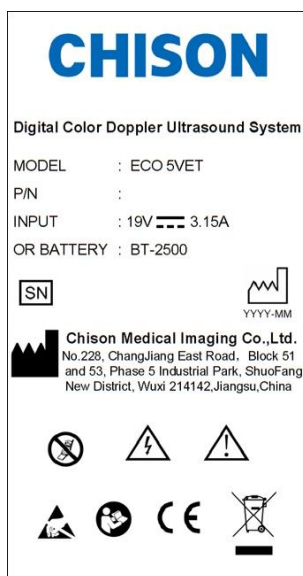 CHISON
Digital Color Doppler Ultrasound System
MODEL : ECO 5VET
P/N :
INPUT : 19V 3.15A
OR BATTERY : BT-2500
SN
YYYY-MM
Chison Medical Imaging Co.,Ltd.
No.228, ChangJiang East Road, Block 51
and 53, Phase 5 Industrial Park, ShuoFang
New District, Wuxi 214142,Jiangsu,China
CE